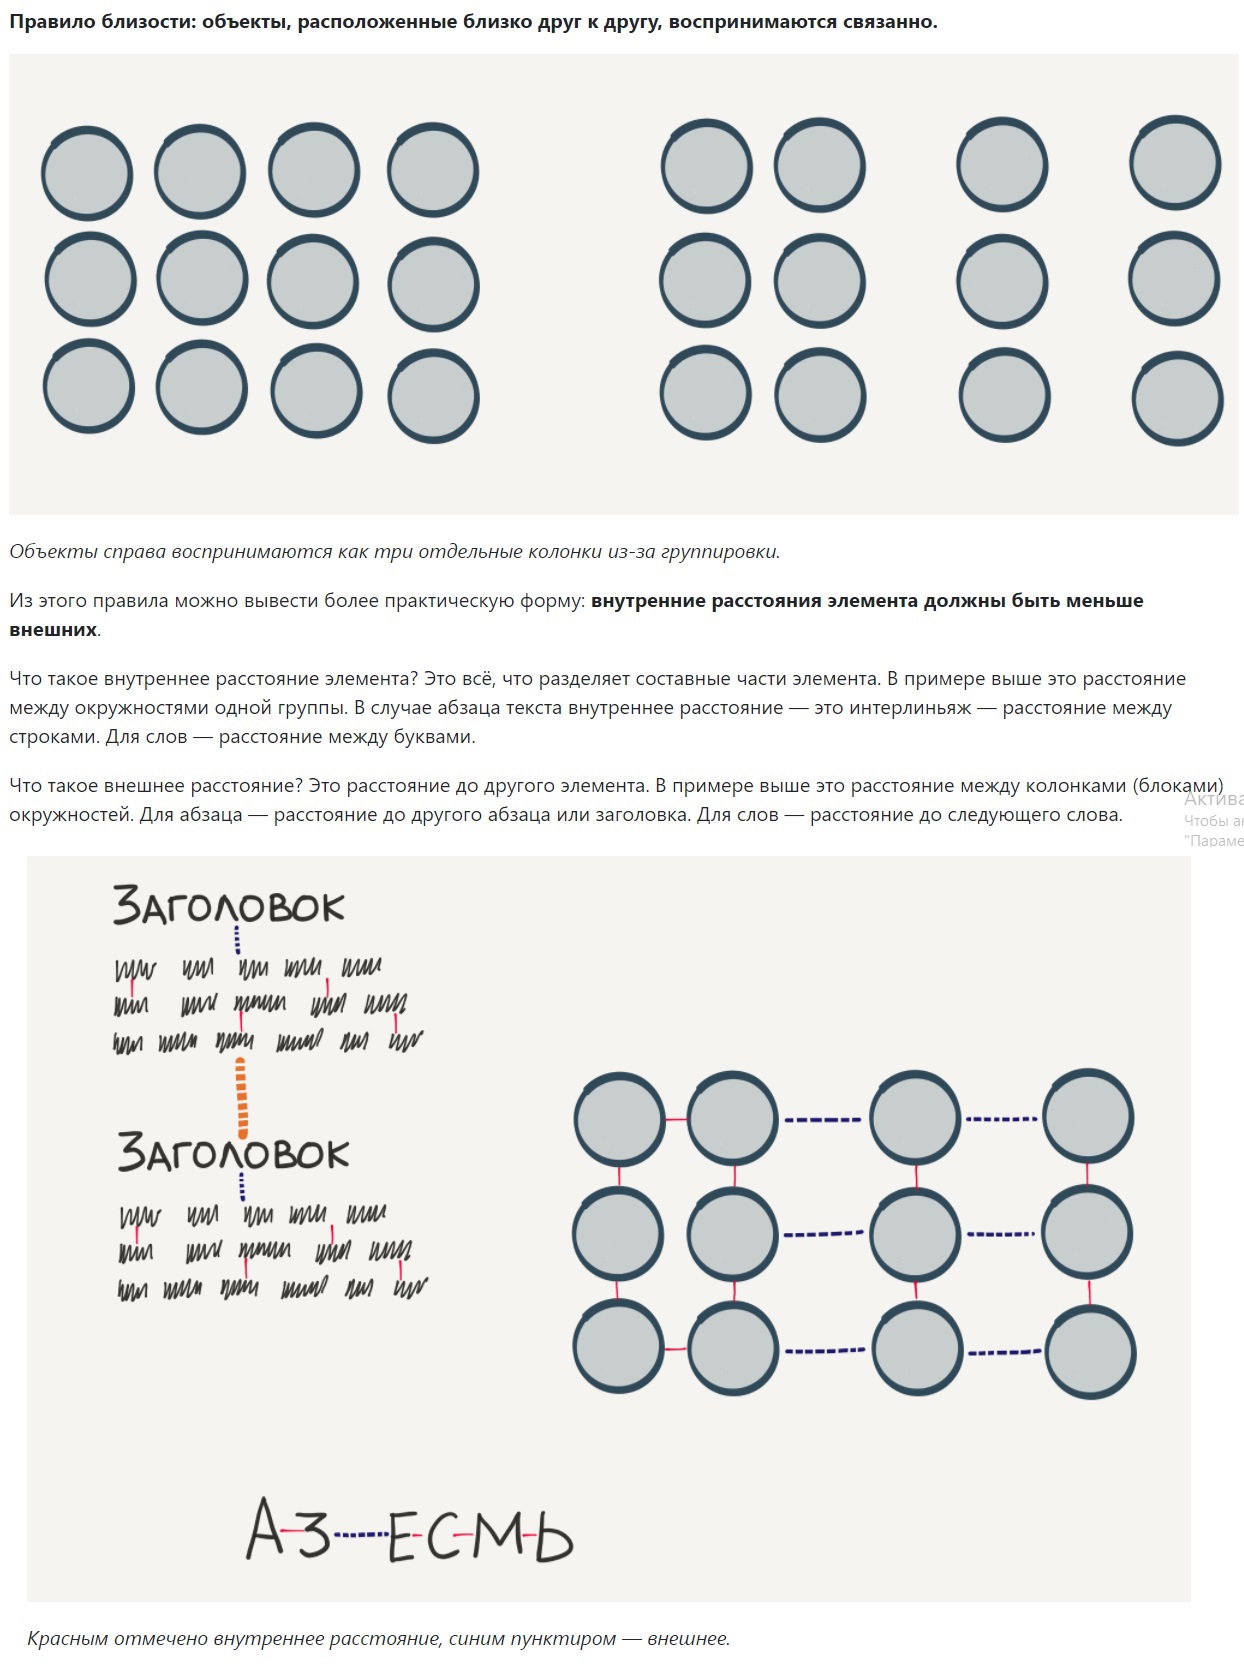 Правило близости: объекты, расположенные близко друг к другу, воспринимаются связанно.
Объекты справа воспринимаются как три отдельные колонки из-за группировки.
Из этого правила можно вывести более практическую форму: внутренние расстояния элемента должны быть меньше
внешних.
Что такое внутреннее расстояние элемента? Это всё, что разделяет составные части элемента. В примере выше это расстояние
между окружностями одной группы. В случае абзаца текста внутреннее расстояние — это интерлиньяж — расстояние между
строками. Для слов — расстояние между буквами.
Что такое внешнее расстояние? Это расстояние до другого элемента. В примере выше это расстояние между колонками (блоками)
окружностей. Для абзаца — расстояние до другого абзаца или заголовка. Для слов — расстояние до следующего слова.
Актива
Чтобы ак
"Параме
Заголовок
Заголовок
Аз есмь
Красным отмечено внутреннее расстояние, синим пунктиром — внешнее.